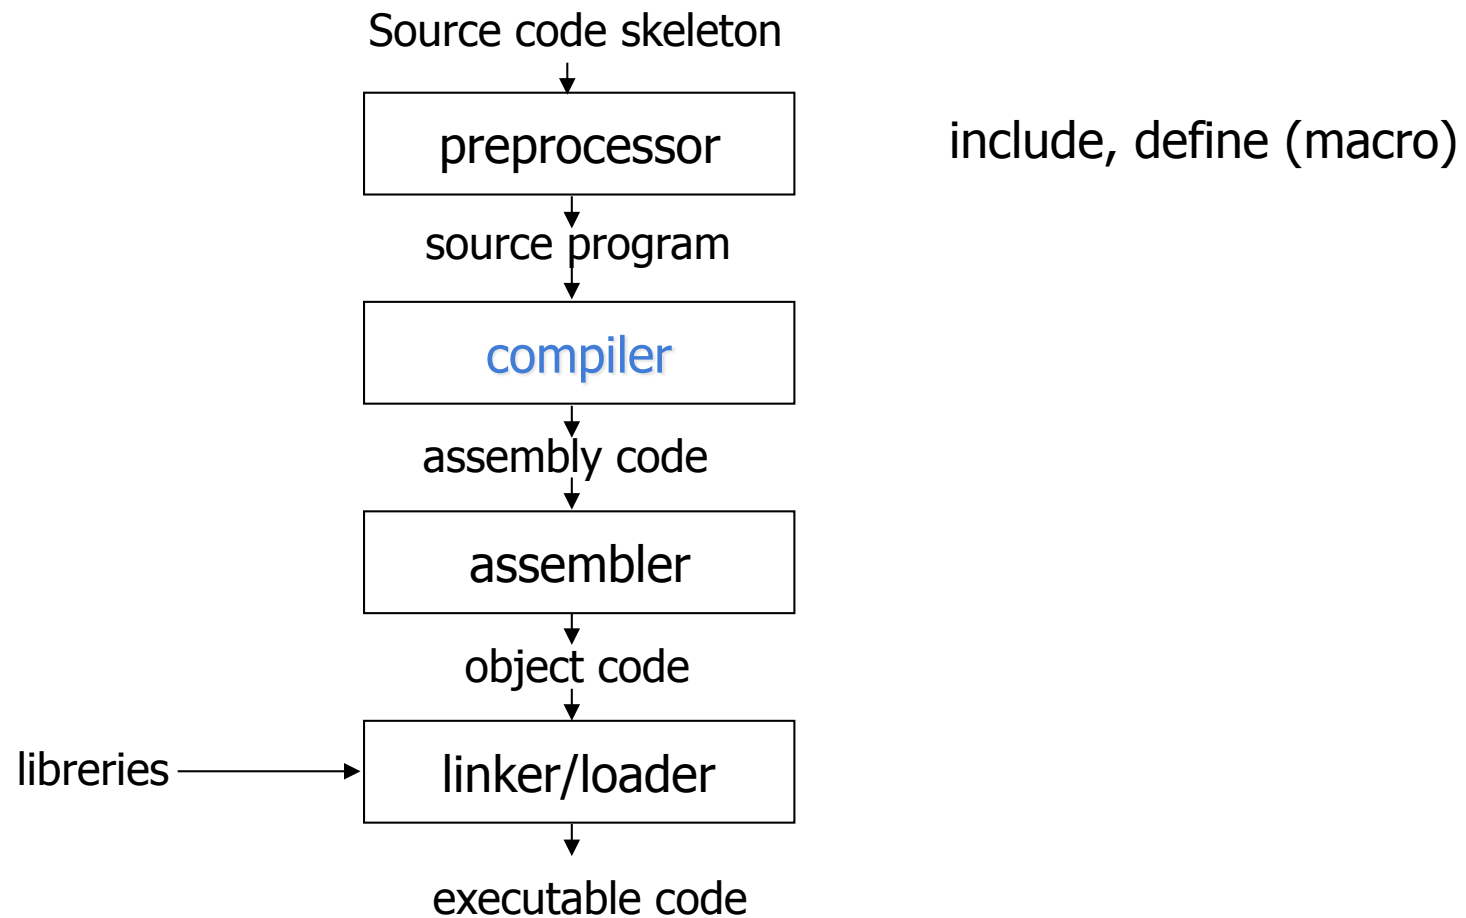 Source code skeleton
preprocessor
include, define (macro)
source program
compiler
assembly code
assembler
object code
libreries
linker/loader
executable code